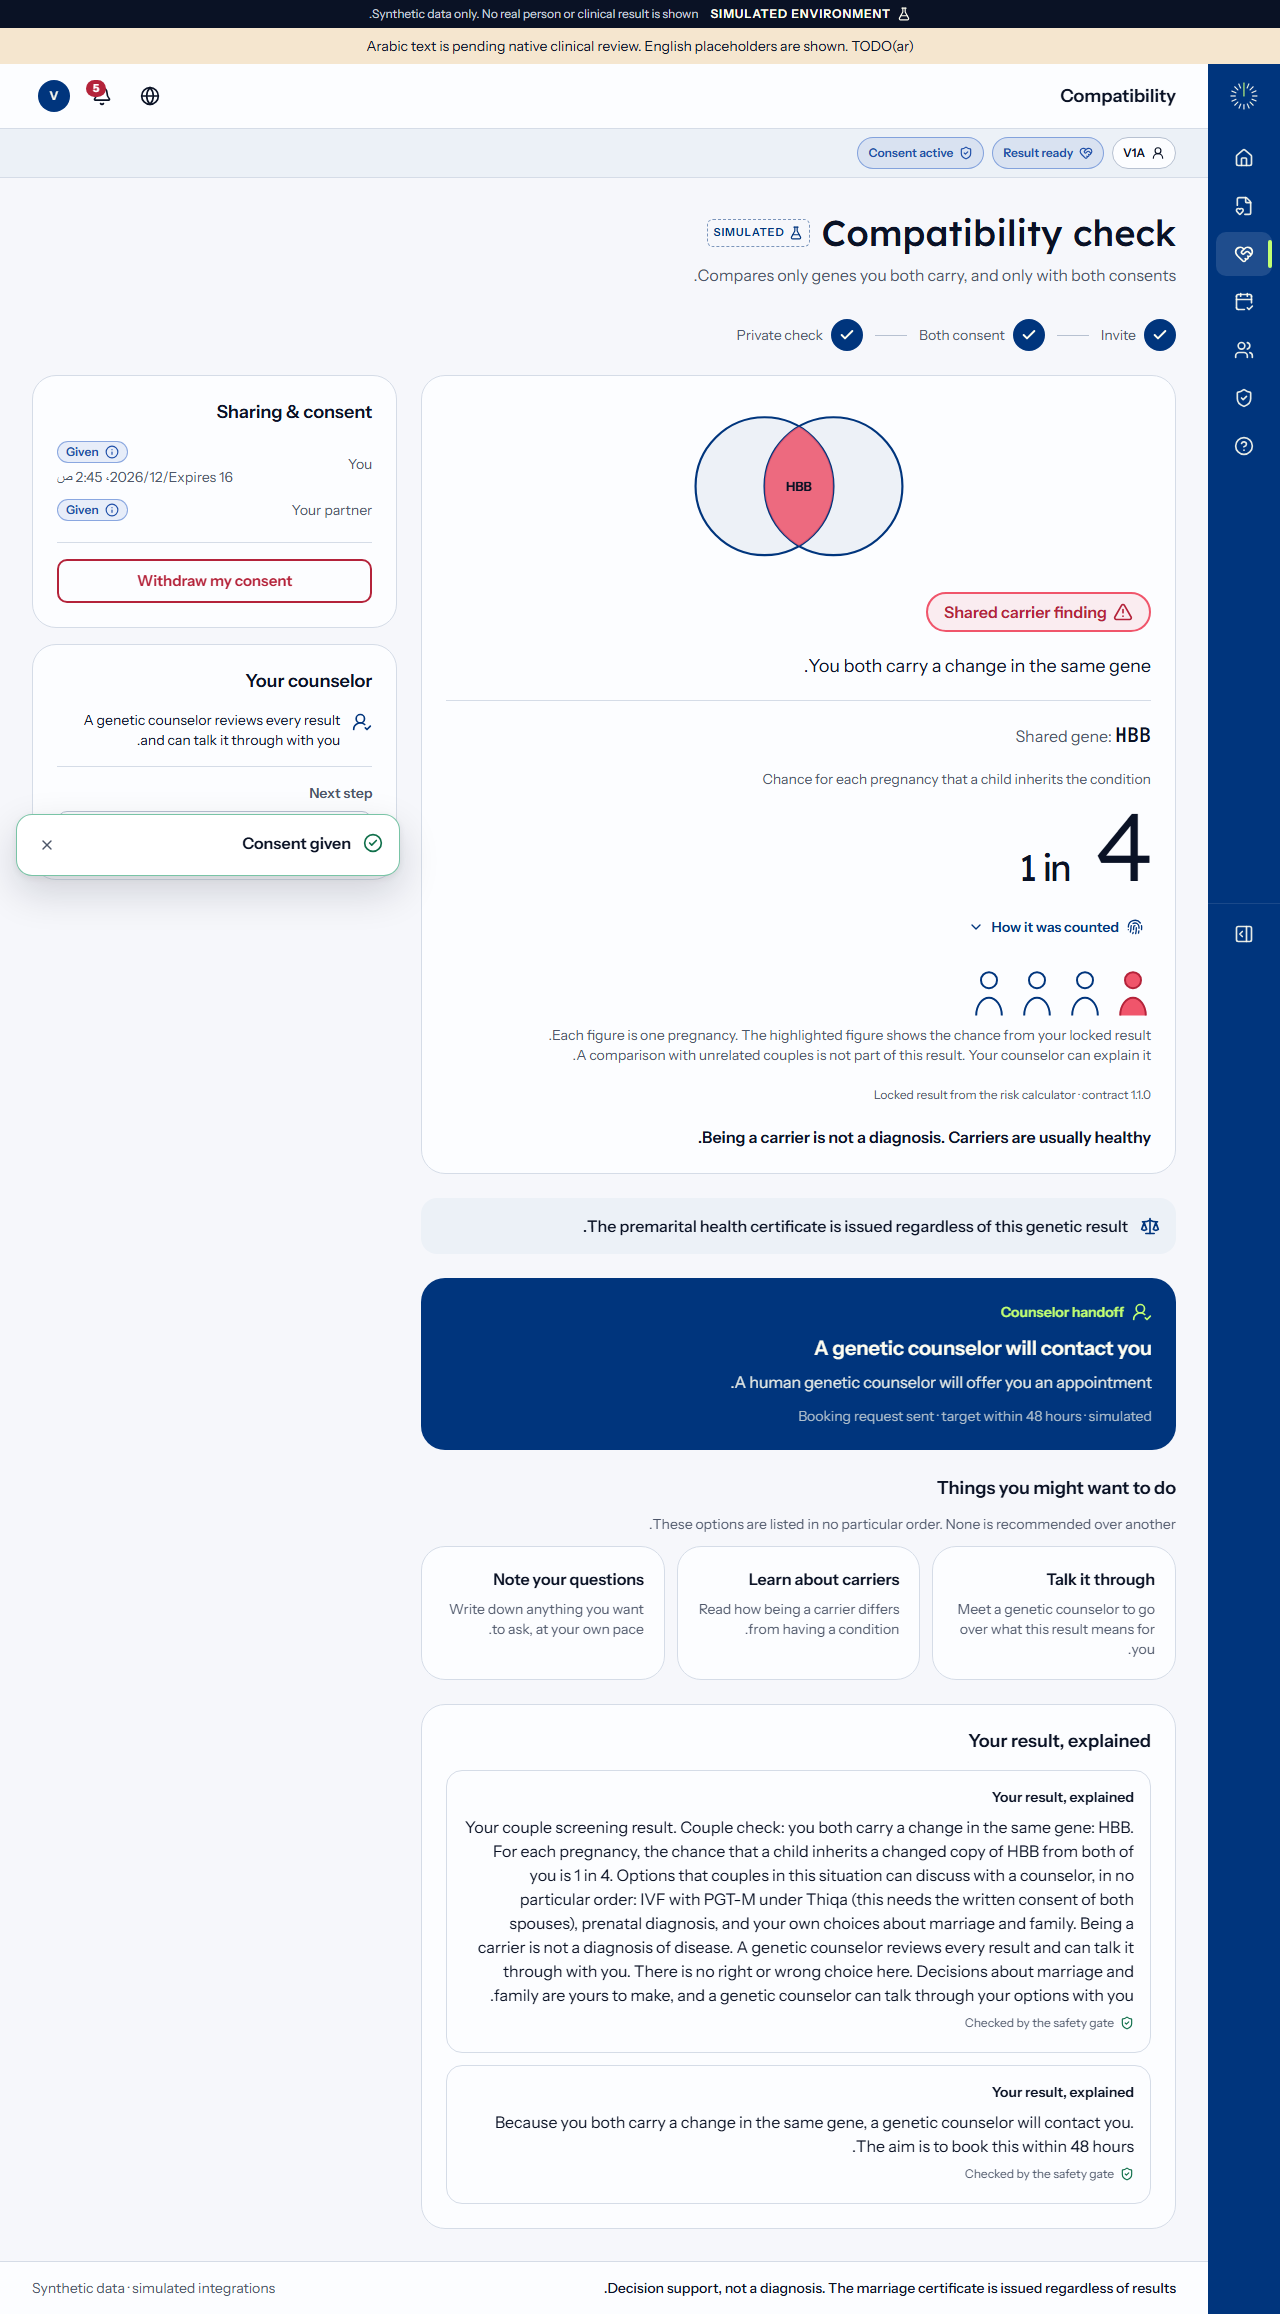 SIMULATED ENVIRONMENT Synthetic data only. No real person or clinical result is shown.
Arabic text is pending native clinical review. English placeholders are shown. TODO(ar)
Compatibility
5
V
V1A
Result ready
Consent active
Compatibility check
SIMULATED
Compares only genes you both carry, and only with both consents.
Invite
Both consent
Private check
HBB
Shared carrier finding
You both carry a change in the same gene.
Shared gene: HBB
Chance for each pregnancy that a child inherits the condition
1 in 4
How it was counted
Each figure is one pregnancy. The highlighted figure shows the chance from your locked result.
A comparison with unrelated couples is not part of this result. Your counselor can explain it.
Locked result from the risk calculator · contract 1.1.0
Being a carrier is not a diagnosis. Carriers are usually healthy.
The premarital health certificate is issued regardless of this genetic result.
Counselor handoff
A genetic counselor will contact you
A human genetic counselor will offer you an appointment.
Booking request sent · target within 48 hours · simulated
Things you might want to do
These options are listed in no particular order. None is recommended over another.
Talk it through
Meet a genetic counselor to go
over what this result means for
you.
Learn about carriers
Read how being a carrier differs
from having a condition.
Note your questions
Write down anything you want
to ask, at your own pace.
Your result, explained
Your result, explained
Your couple screening result. Couple check: you both carry a change in the same gene: HBB.
For each pregnancy, the chance that a child inherits a changed copy of HBB from both of
you is 1 in 4. Options that couples in this situation can discuss with a counselor, in no
particular order: IVF with PGT-M under Thiqa (this needs the written consent of both
spouses), prenatal diagnosis, and your own choices about marriage and family. Being a
carrier is not a diagnosis of disease. A genetic counselor reviews every result and can talk it
through with you. There is no right or wrong choice here. Decisions about marriage and
family are yours to make, and a genetic counselor can talk through your options with you.
Checked by the safety gate
Your result, explained
Because you both carry a change in the same gene, a genetic counselor will contact you.
The aim is to book this within 48 hours.
Checked by the safety gate
Sharing & consent
You
Given
Expires 16/12/2026، 2:45 ص
Your partner
Given
Withdraw my consent
Your counselor
A genetic counselor reviews every result
and can talk it through with you.
Next step
Consent given
Decision support, not a diagnosis. The marriage certificate is issued regardless of results.
Synthetic data · simulated integrations